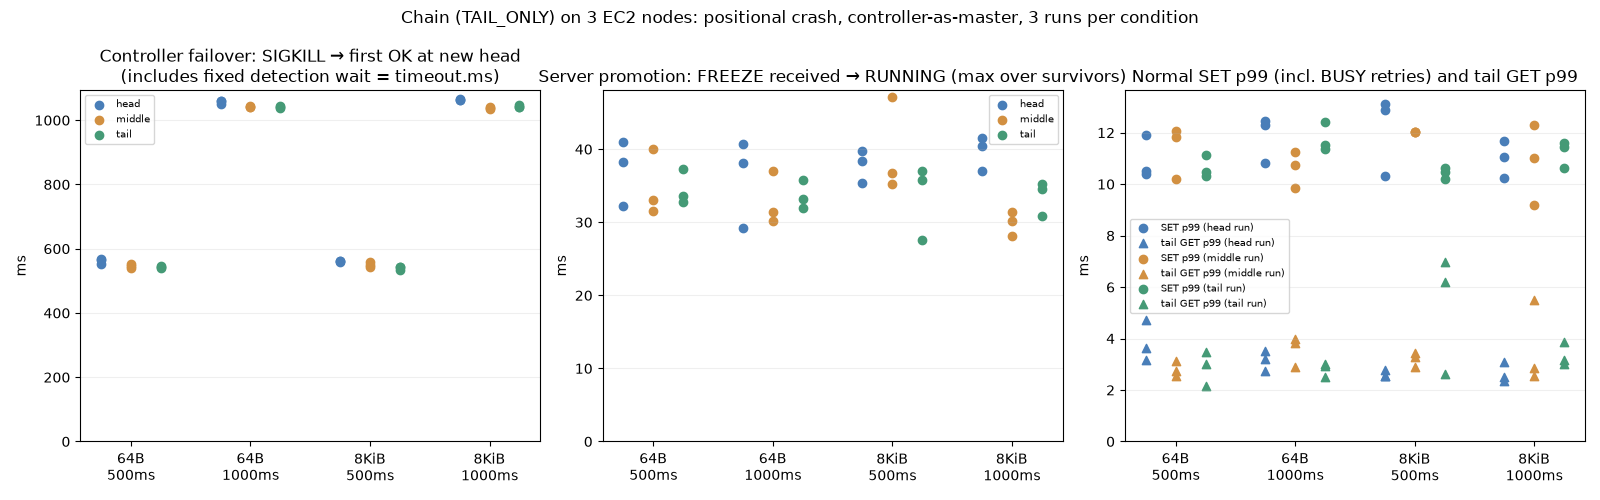 Chain (TAIL_ONLY) on 3 EC2 nodes: positional crash, controller-as-master, 3 runs per condition
Controller failover: SIGKILL → first OK at new head
(includes fixed detection wait = timeout.ms)
ms
1000
800
600
400
200
0
head
middle
tail
64B
500ms
64B
1000ms
8KiB
500ms
8KiB
1000ms
Server promotion: FREEZE received → RUNNING (max over survivors)
ms
40
30
20
10
0
head
middle
tail
64B
500ms
64B
1000ms
8KiB
500ms
8KiB
1000ms
Normal SET p99 (incl. BUSY retries) and tail GET p99
ms
12
10
8
6
4
2
0
SET p99 (head run)
tail GET p99 (head run)
SET p99 (middle run)
tail GET p99 (middle run)
SET p99 (tail run)
tail GET p99 (tail run)
64B
500ms
64B
1000ms
8KiB
500ms
8KiB
1000ms